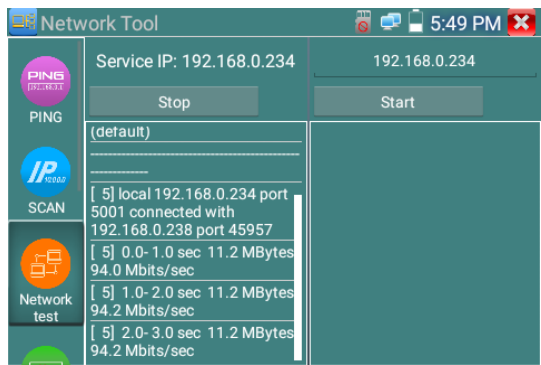 Network Tool
5:49 PM
PING
PING
SCAN
IP
Network
test
Service IP: 192.168.0.234
Stop
192.168.0.234
Start
(default)
------------------------------------------------
-------------
[ 5] local 192.168.0.234 port
5001 connected with
192.168.0.238 port 45957
[ 5] 0.0- 1.0 sec 11.2 MBytes
94.0 Mbits/sec
[ 5] 1.0- 2.0 sec 11.2 MBytes
94.2 Mbits/sec
[ 5] 2.0- 3.0 sec 11.2 MBytes
94.2 Mbits/sec